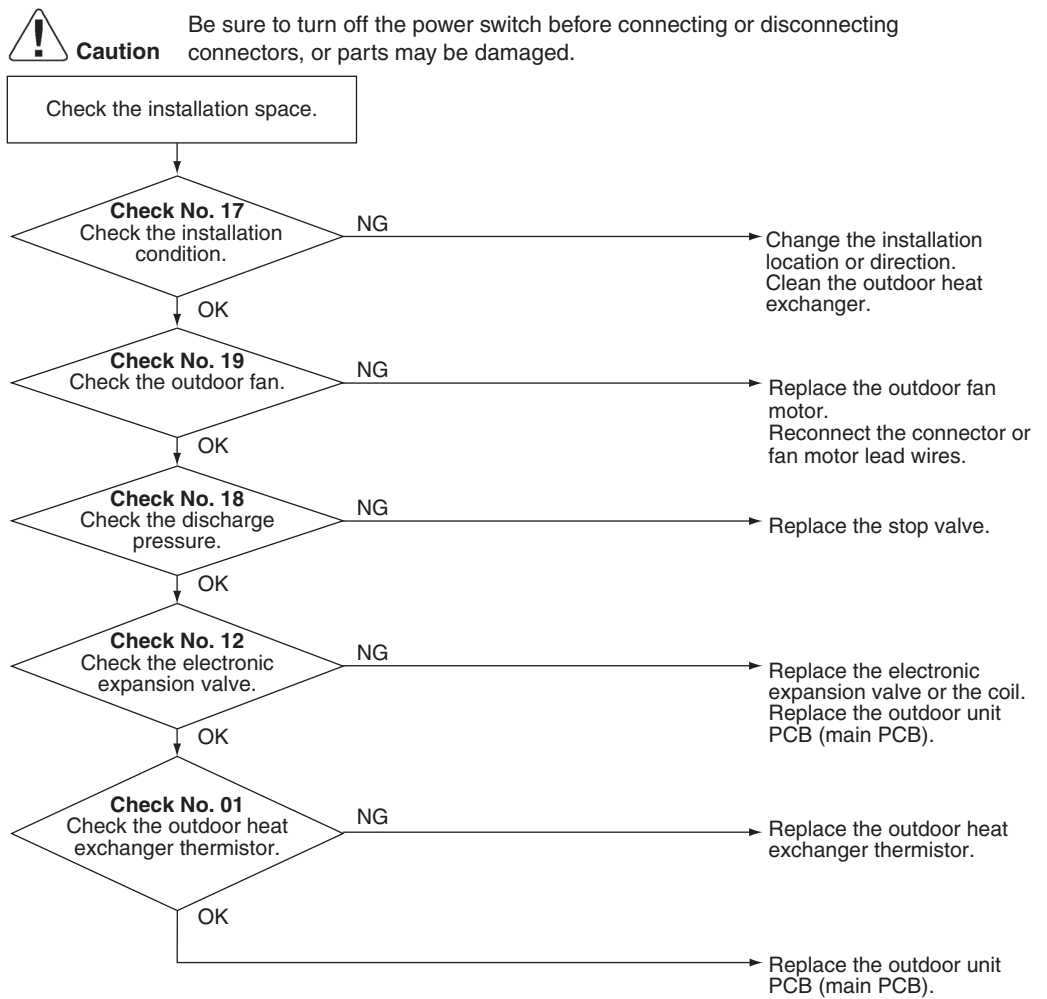 Be sure to turn off the power switch before connecting or disconnecting
Caution connectors, or parts may be damaged.
Check the installation space.
Check No. 17
Check the installation
condition.
NG
Change the installation
location or direction.
Clean the outdoor heat
exchanger.
OK
Check No. 19
Check the outdoor fan.
NG
Replace the outdoor fan
motor.
Reconnect the connector or
fan motor lead wires.
OK
Check No. 18
Check the discharge
pressure.
NG
Replace the stop valve.
OK
Check No. 12
Check the electronic
expansion valve.
NG
Replace the electronic
expansion valve or the coil.
Replace the outdoor unit
PCB (main PCB).
OK
Check No. 01
Check the outdoor heat
exchanger thermistor.
NG
Replace the outdoor heat
exchanger thermistor.
OK
Replace the outdoor unit
PCB (main PCB).